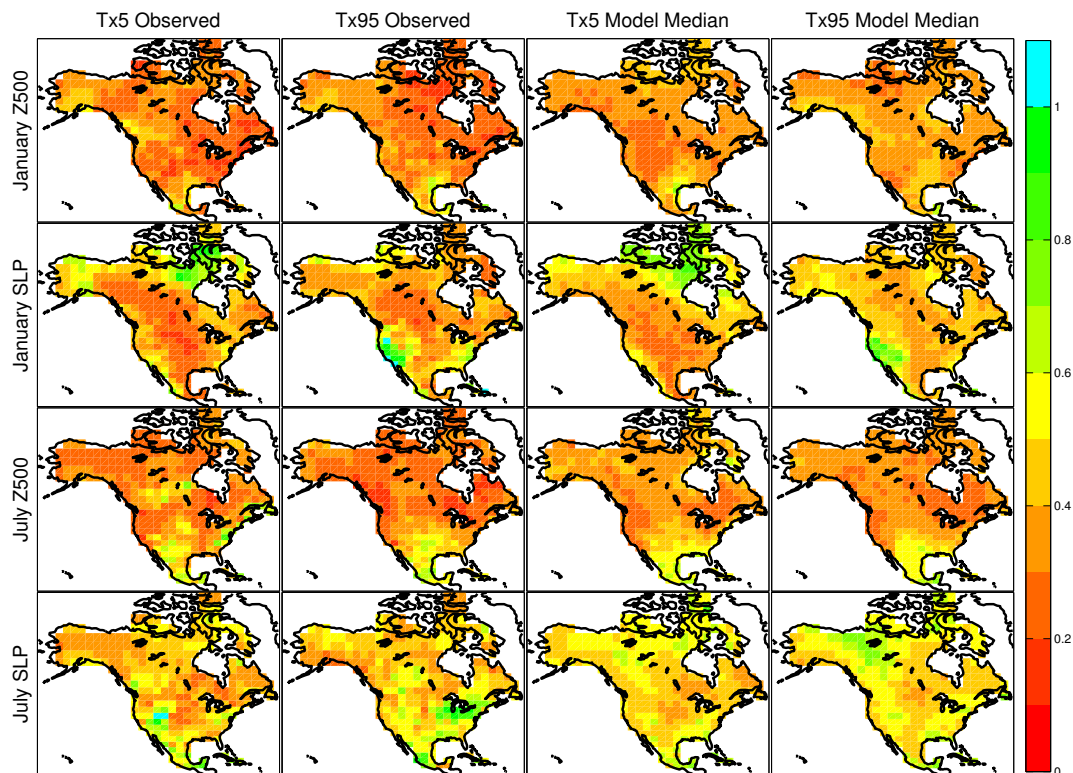 Tx5 Observed
Tx95 Observed
Tx5 Model Median
Tx95 Model Median
January Z500
January SLP
July Z500
July SLP
1
0.8
0.6
0.4
0.2
0